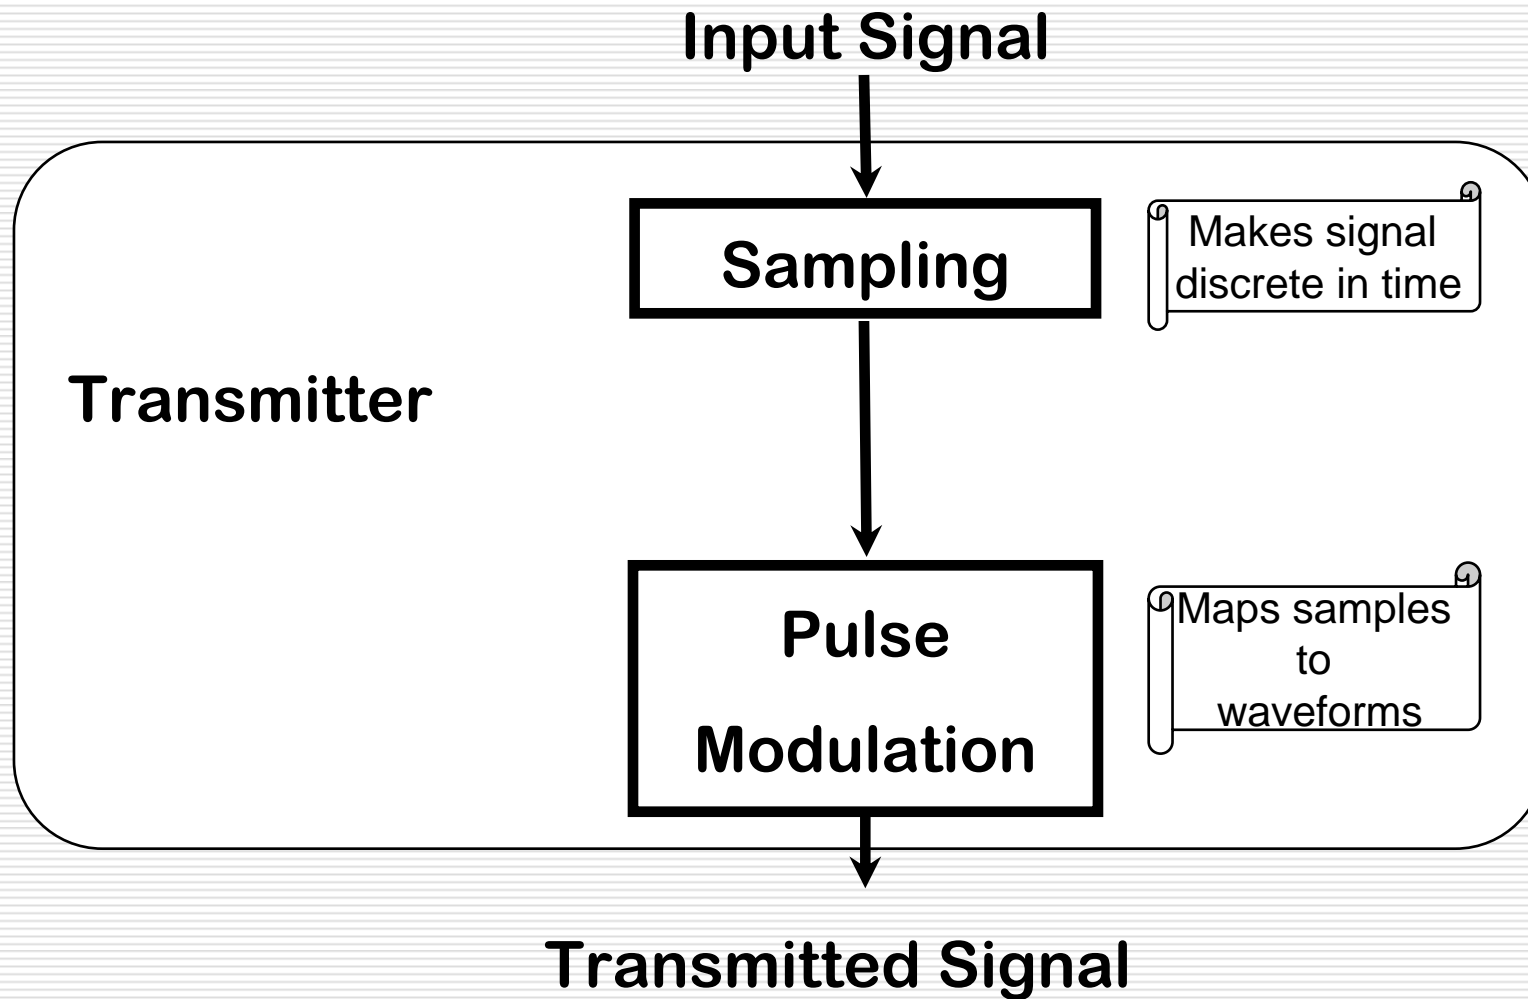 Input Signal
Sampling
Makes signal
discrete in time
Transmitter
Pulse
Modulation
Maps samples
to
waveforms
Transmitted Signal